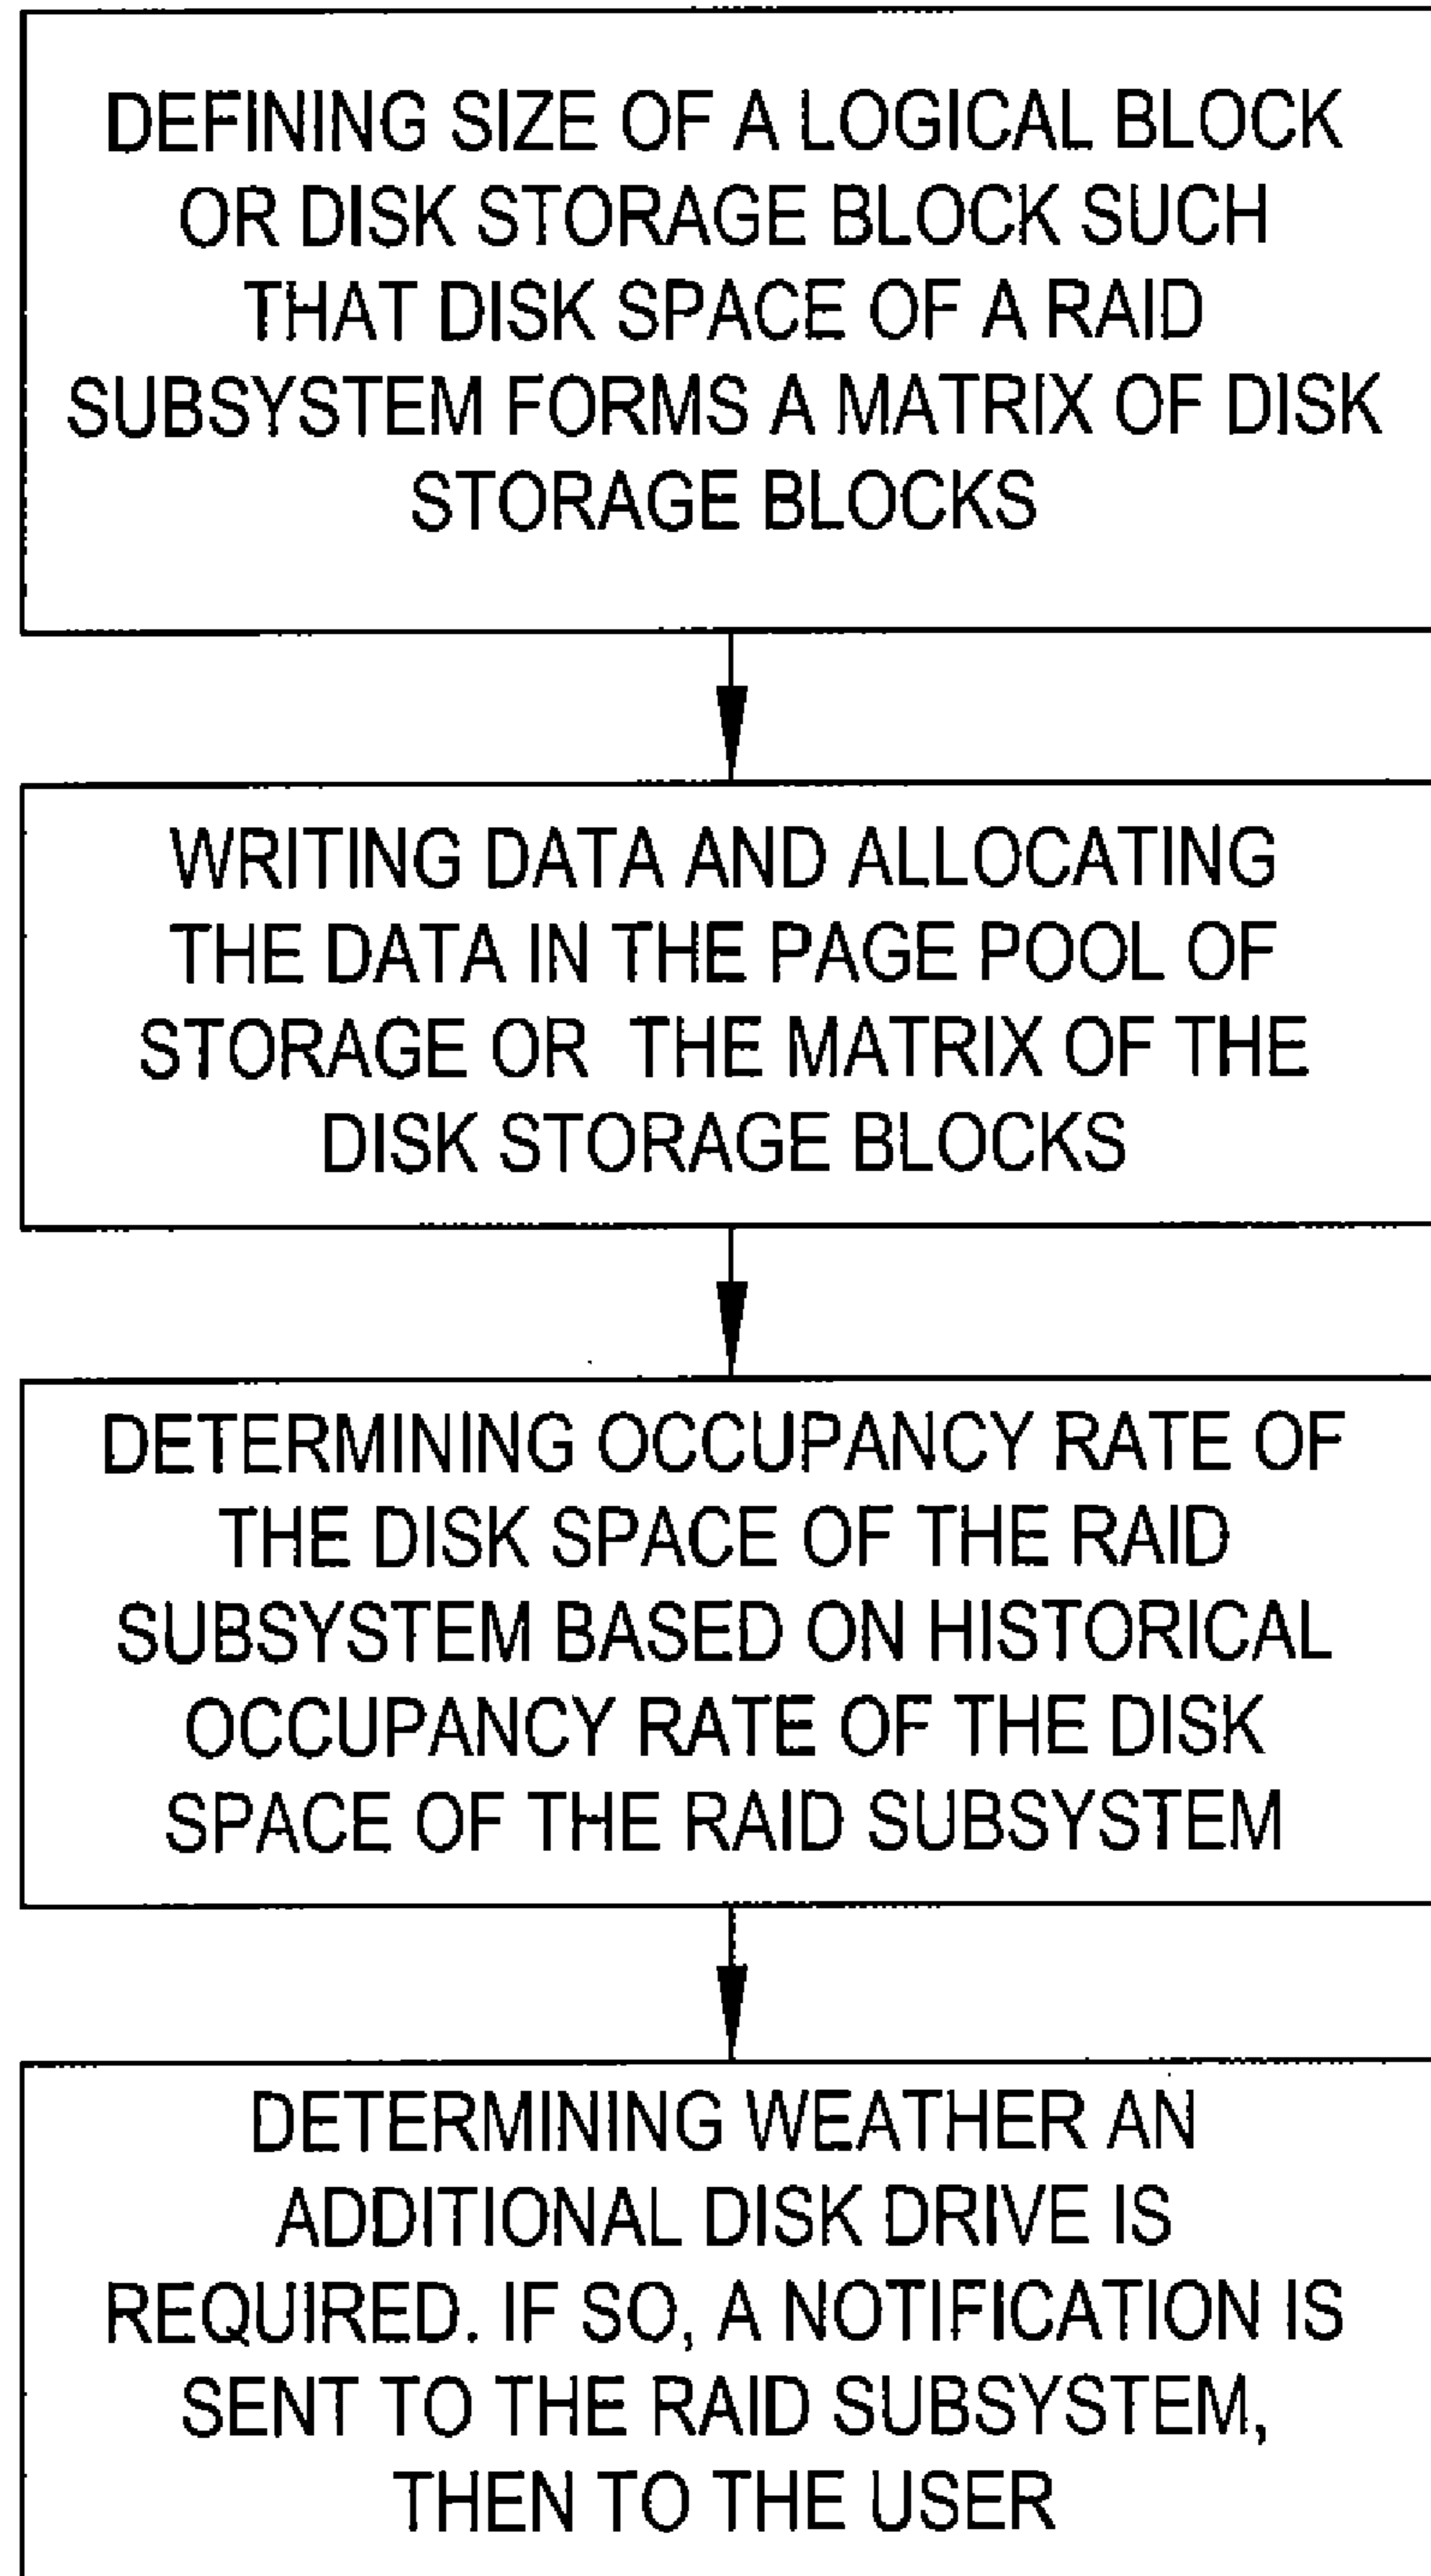 DEFINING SIZE OF A LOGICAL BLOCK
OR DISK STORAGE BLOCK SUCH
THAT DISK SPACE OF A RAID
SUBSYSTEM FORMS A MATRIX OF DISK
STORAGE BLOCKS
WRITING DATA AND ALLOCATING
THE DATA IN THE PAGE POOL OF
STORAGE OR THE MATRIX OF THE
DISK STORAGE BLOCKS
DETERMINING OCCUPANCY RATE OF
THE DISK SPACE OF THE RAID
SUBSYSTEM BASED ON HISTORICAL
OCCUPANCY RATE OF THE DISK
SPACE OF THE RAID SUBSYSTEM
DETERMINING WEATHER AN
ADDITIONAL DISK DRIVE IS
REQUIRED. IF SO, A NOTIFICATION IS
SENT TO THE RAID SUBSYSTEM,
THEN TO THE USER